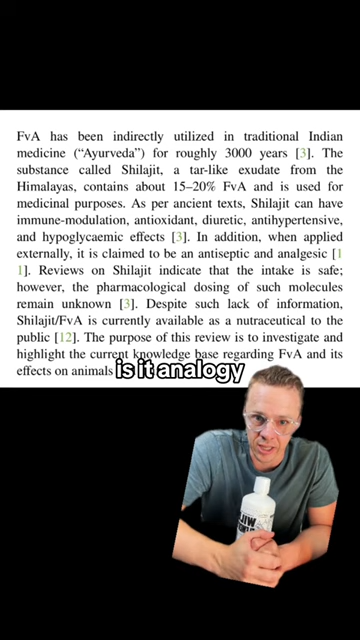 FvA has been indirectly utilized in traditional Indian
medicine (“Ayurveda”) for roughly 3000 years [3]. The
substance called Shilajit, a tar-like exudate from the
Himalayas, contains about 15–20% FvA and is used for
medicinal purposes. As per ancient texts, Shilajit can have
immune-modulation, antioxidant, diuretic, antihypertensive,
and hypoglycaemic effects [3]. In addition, when applied
externally, it is claimed to be an antiseptic and analgesic [1
1]. Reviews on Shilajit indicate that the intake is safe;
however, the pharmacological dosing of such molecules
remain unknown [3]. Despite such lack of information,
Shilajit/FvA is currently available as a nutraceutical to the
public [12]. The purpose of this review is to investigate and
highlight the current knowledge base regarding FvA and its
effects on animals
is it analogy